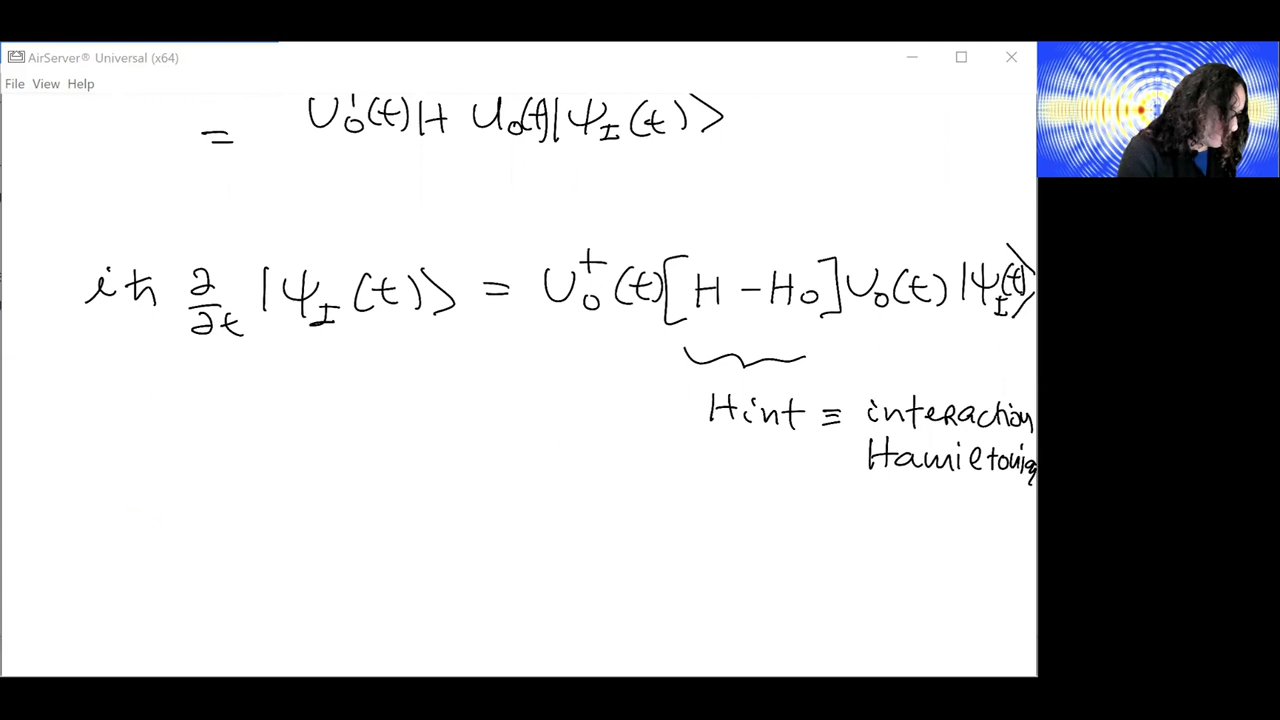 AirServer® Universal (x64)
File View Help
= U₀†(t) H U₀(t) |Ψ_I(t)⟩
iħ ∂/∂t |Ψ_I(t)⟩ = U₀†(t) [H - H₀] U₀(t) |Ψ_I(t)⟩
Hint ≡ interaction
Hamiltonian